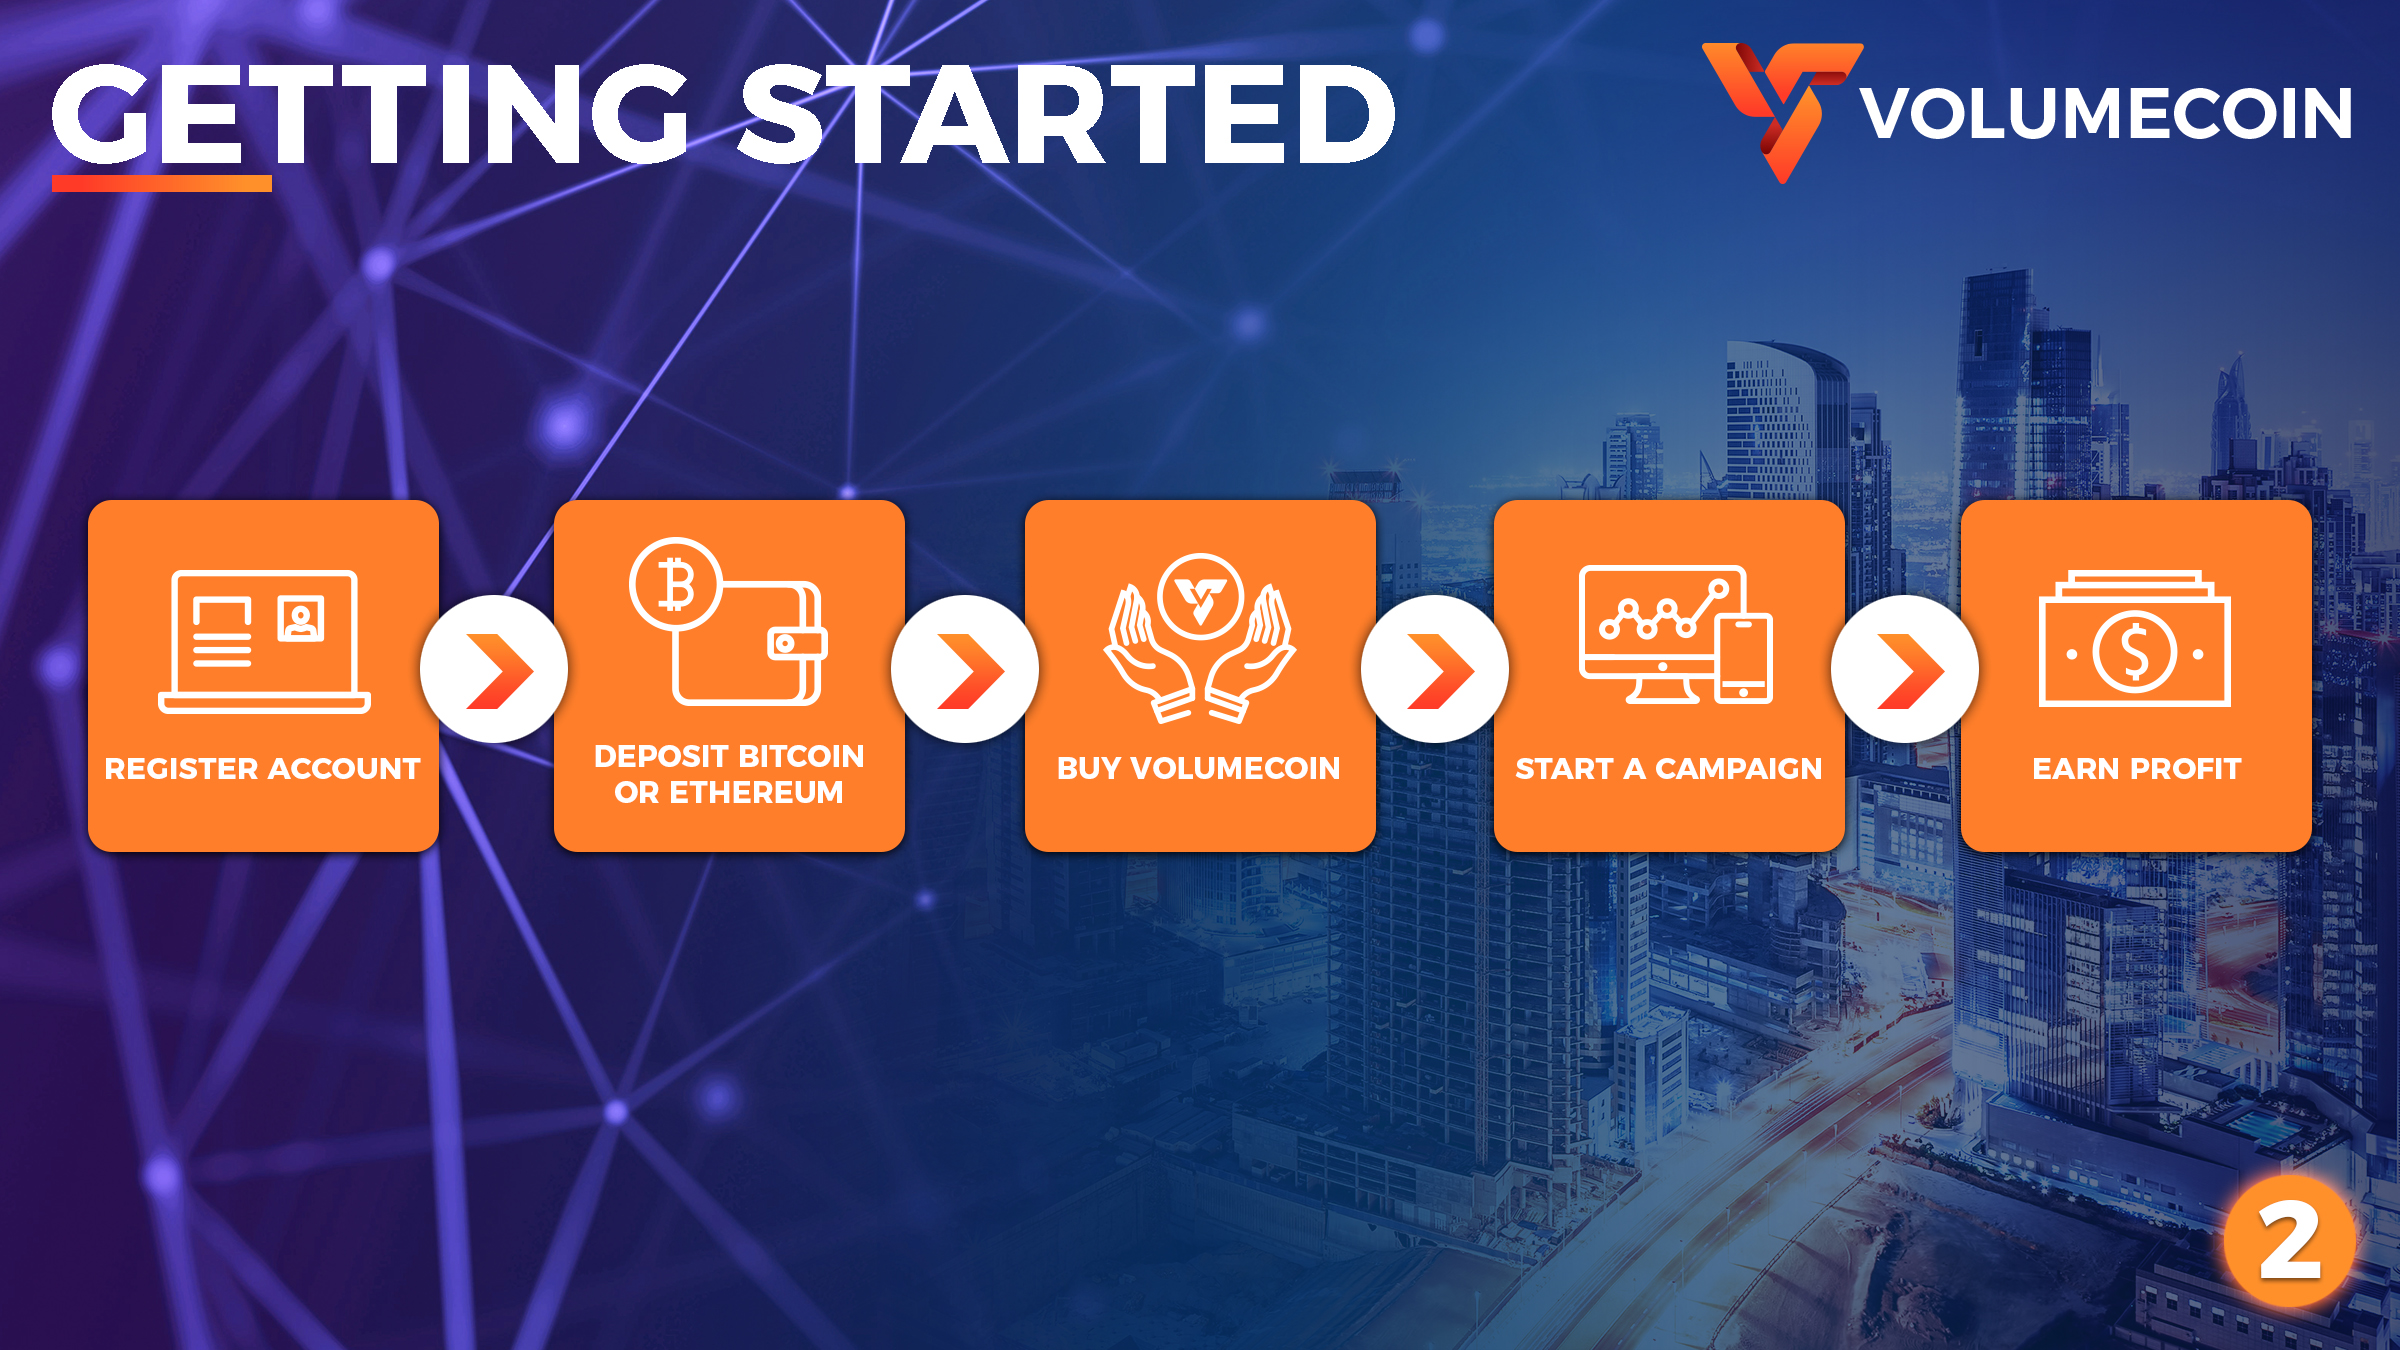 GETTING STARTED
VOLUMECOIN
REGISTER ACCOUNT
DEPOSIT BITCOIN
OR ETHEREUM
BUY VOLUMECOIN
START A CAMPAIGN
EARN PROFIT
2